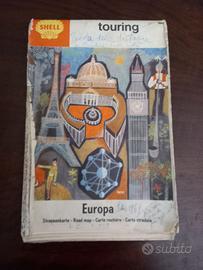 SHELL
touring
Europa
Strassenkarte - Road map - Carte routière - Carta stradale
subito